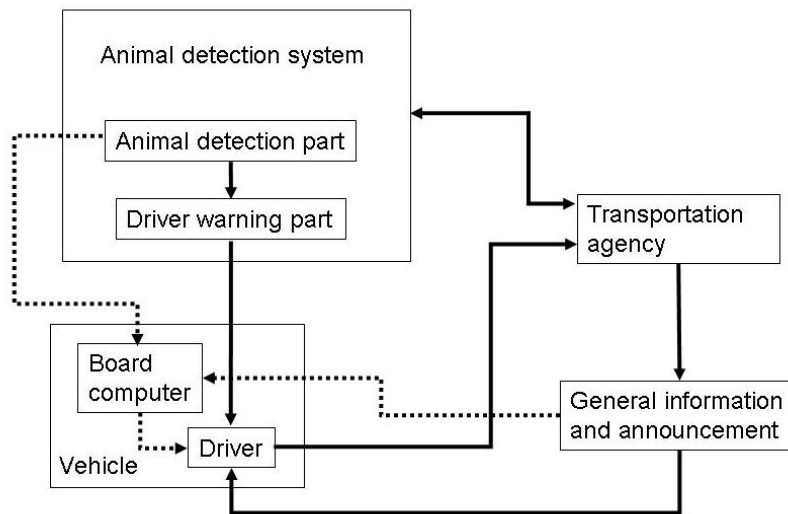 Animal detection system
Animal detection part
Driver warning part
Transportation
agency
Board
computer
General information
and announcement
Driver
Vehicle